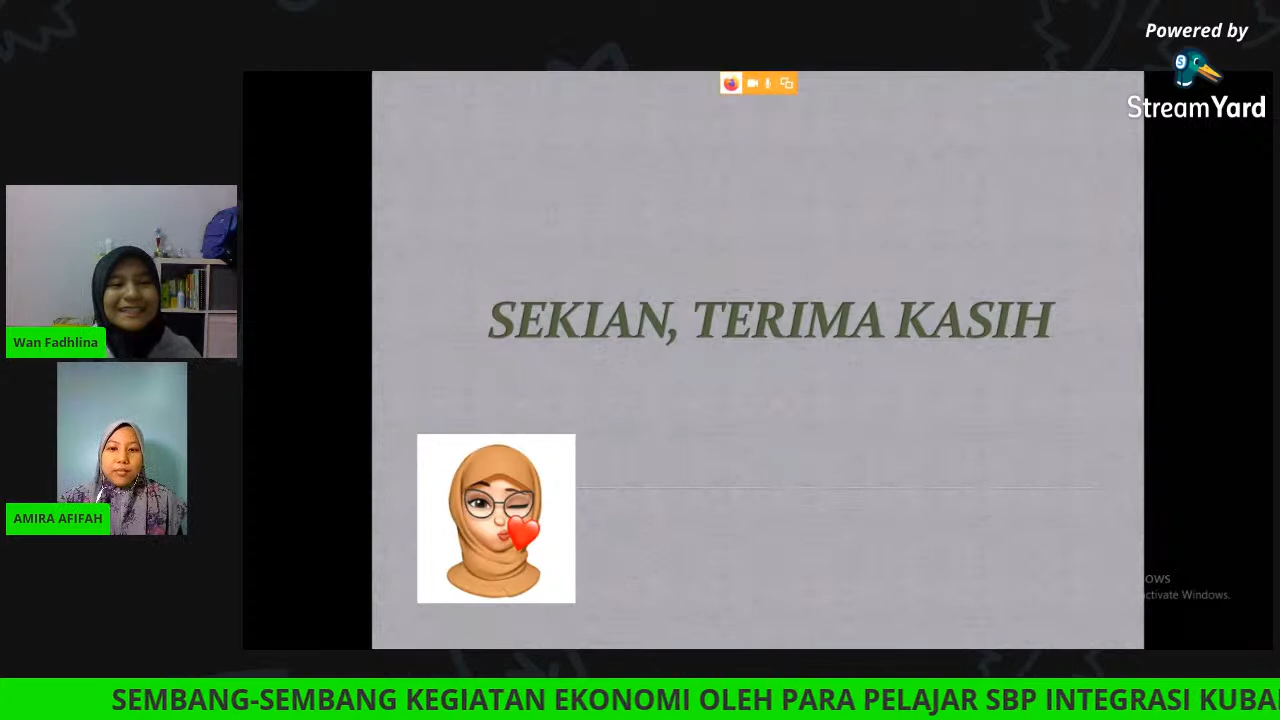 Powered by
StreamYard
SEKIAN, TERIMA KASIH
Wan Fadhlina
AMIRA AFIFAH
Windows.
SEMBANG-SEMBANG KEGIATAN EKONOMI OLEH PARA PELAJAR SBP INTEGRASI